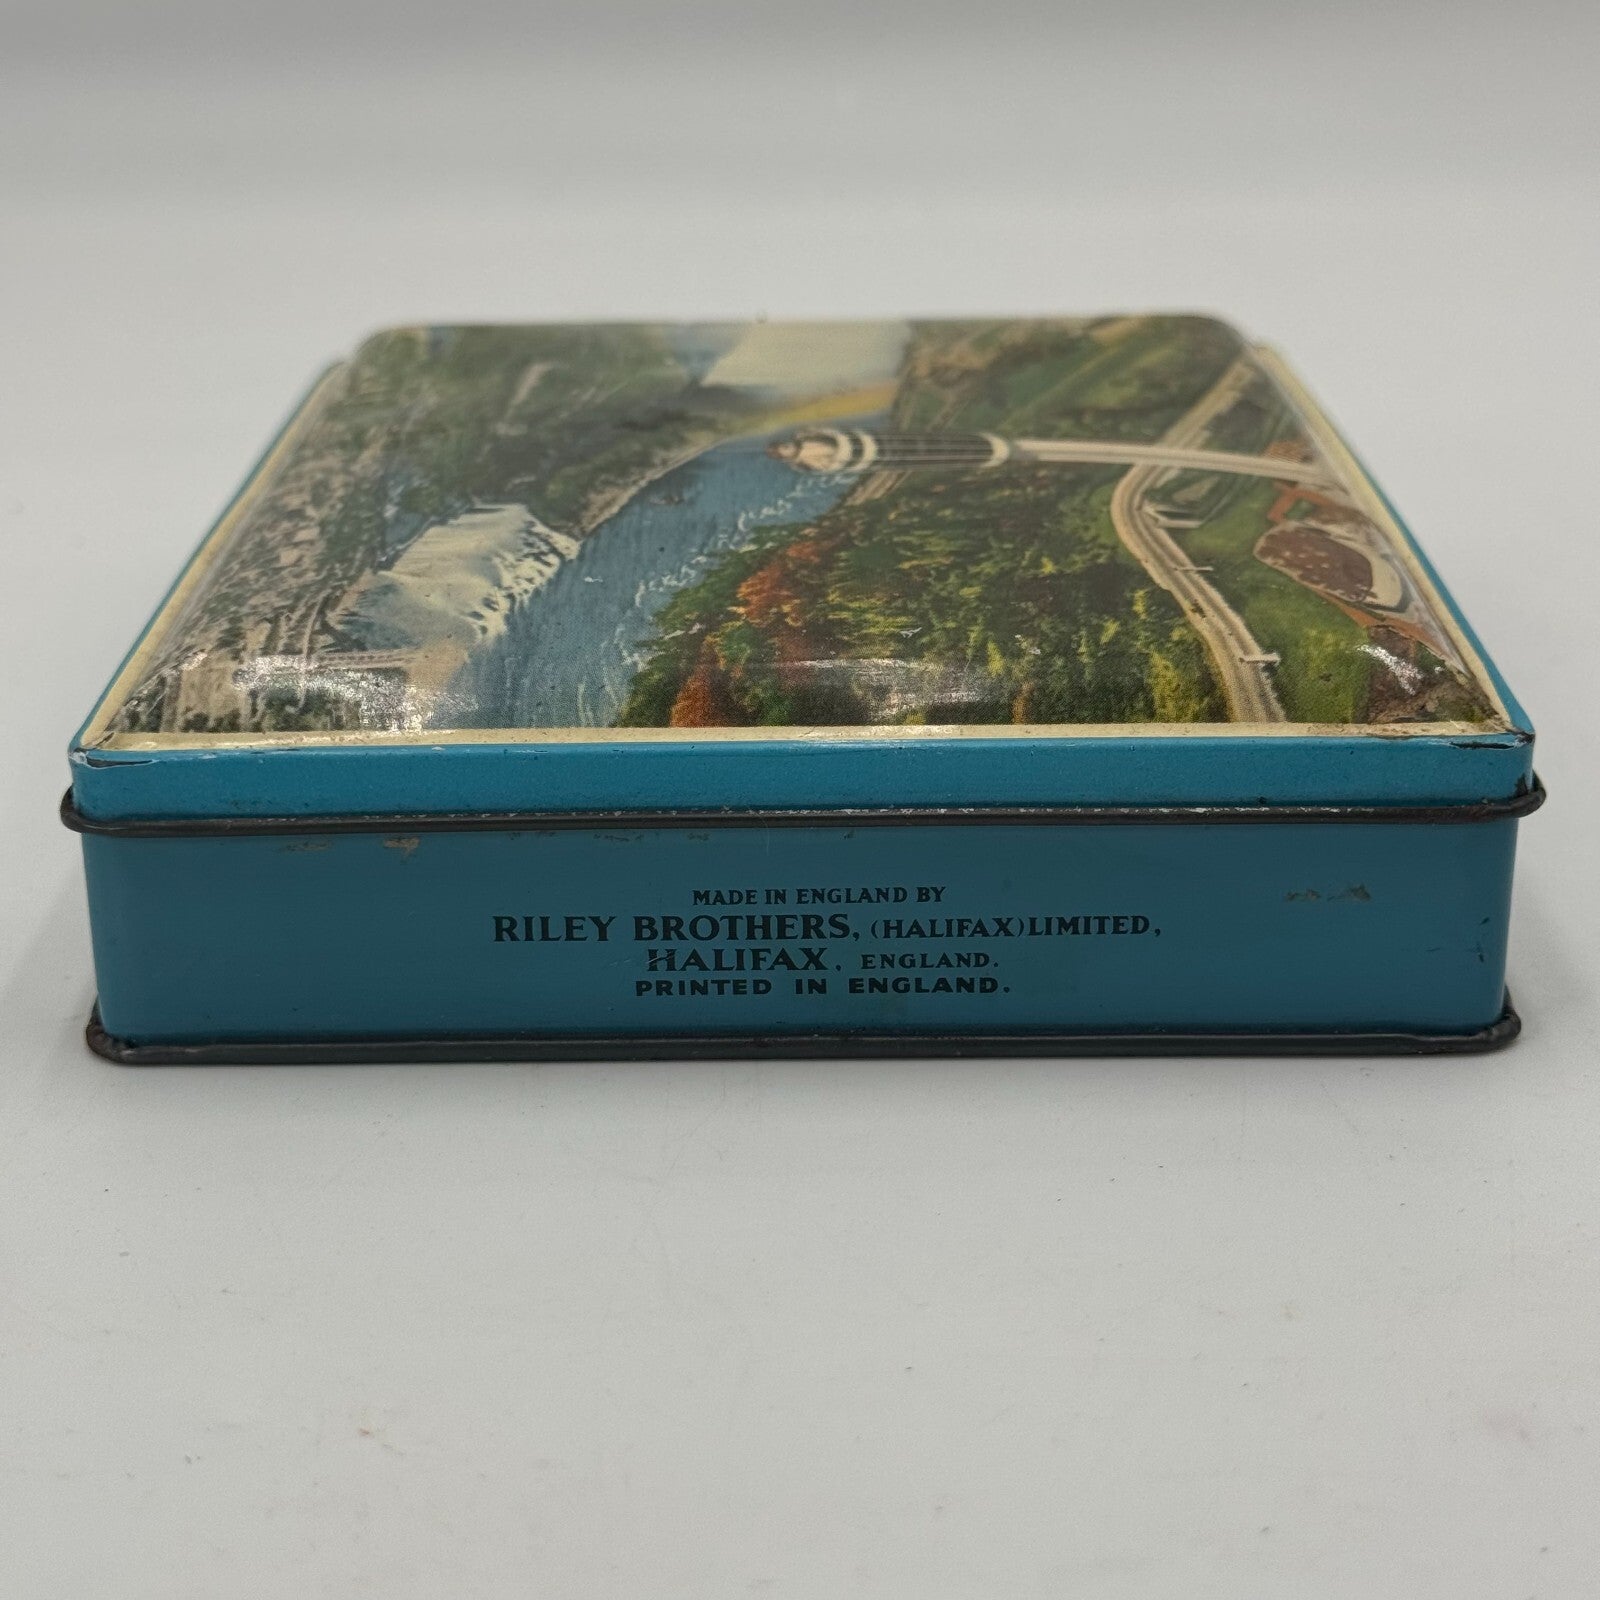 MADE IN ENGLAND BY
RILEY BROTHERS, (HALIFAX) LIMITED,
HALIFAX, ENGLAND.
PRINTED IN ENGLAND.